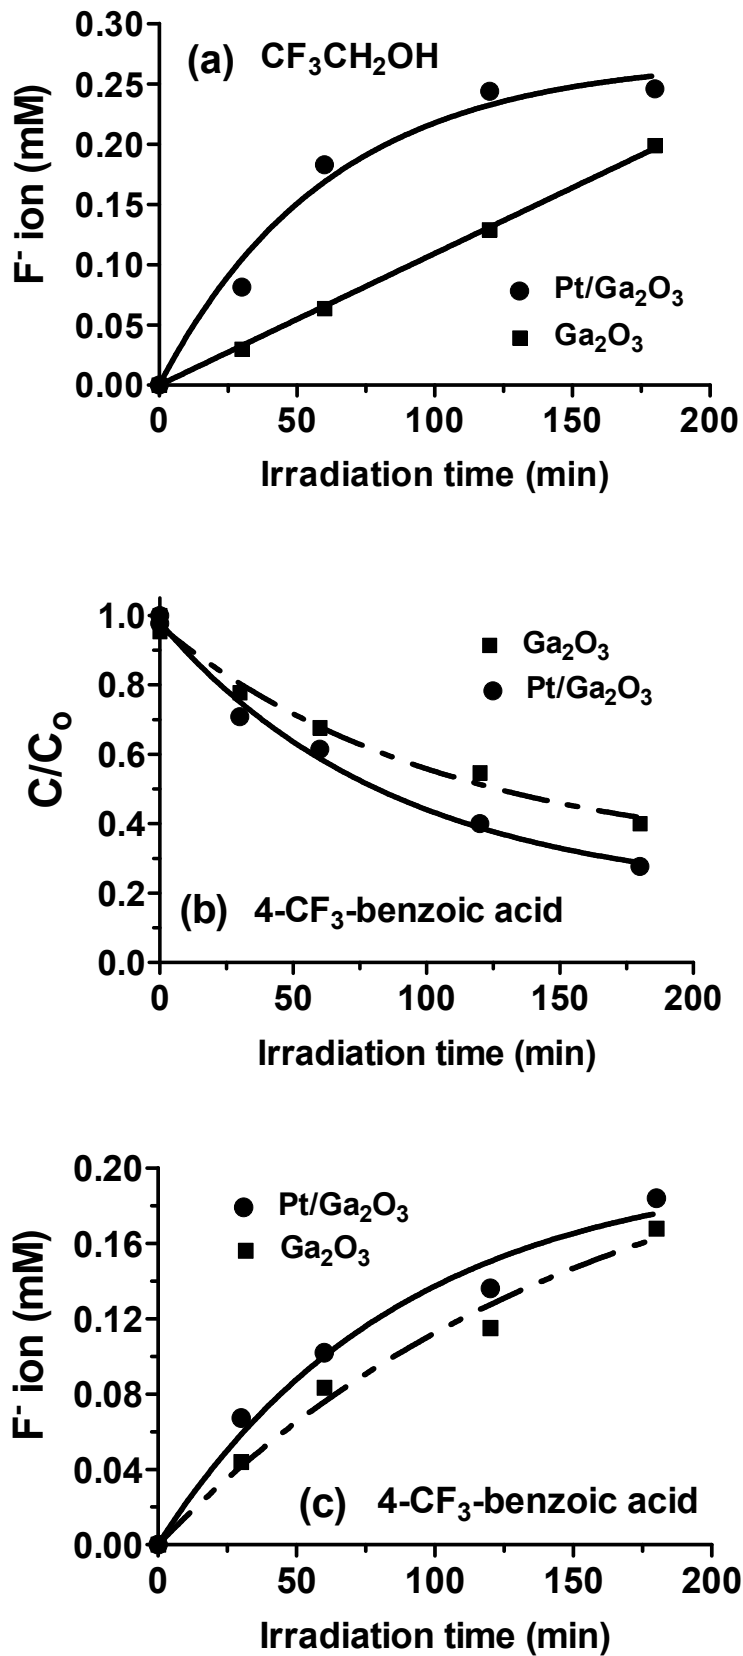 (a) CF₃CH₂OH
F⁻ ion (mM)
0.30
0.25
0.20
0.15
0.10
0.05
0.00
Pt/Ga₂O₃
Ga₂O₃
0 50 100 150 200
Irradiation time (min)
C/Cₒ
1.0
0.8
0.6
0.4
0.2
0.0
Ga₂O₃
Pt/Ga₂O₃
(b) 4-CF₃-benzoic acid
0 50 100 150 200
Irradiation time (min)
F⁻ ion (mM)
0.20
0.16
0.12
0.08
0.04
0.00
Pt/Ga₂O₃
Ga₂O₃
(c) 4-CF₃-benzoic acid
0 50 100 150 200
Irradiation time (min)